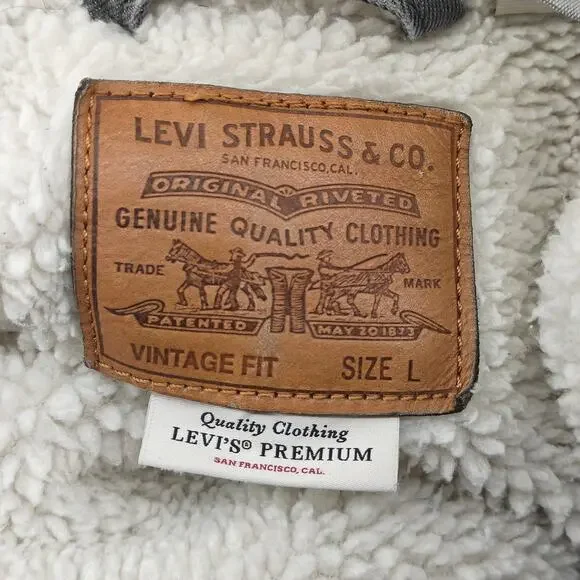 LEVI STRAUSS & CO.
SAN FRANCISCO, CAL.
ORIGINAL RIVETED
GENUINE QUALITY CLOTHING
TRADE MARK
PATENTED MAY 20 1873
VINTAGE FIT SIZE L
Quality Clothing
LEVI'S® PREMIUM
SAN FRANCISCO, CAL.